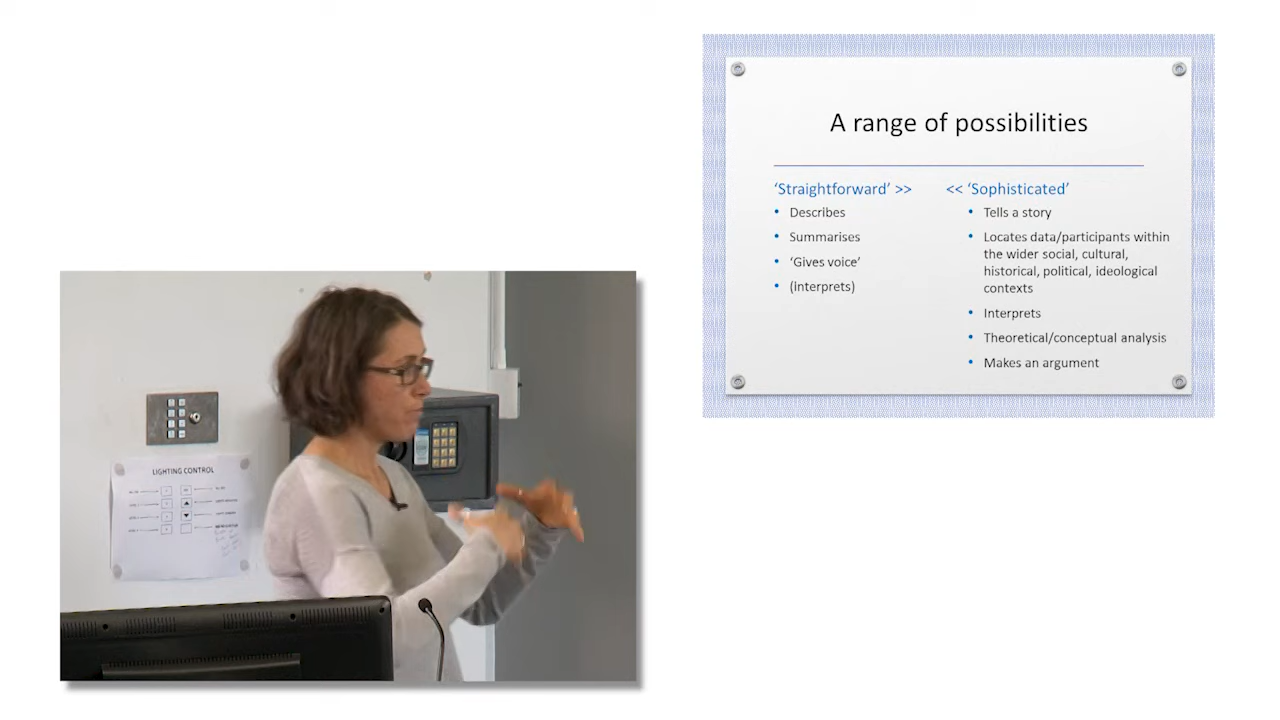 A range of possibilities
‘Straightforward’ >>
• Describes
• Summarises
• ‘Gives voice’
• (interprets)
<< ‘Sophisticated’
• Tells a story
• Locates data/participants within
the wider social, cultural,
historical, political, ideological
contexts
• Interprets
• Theoretical/conceptual analysis
• Makes an argument
LIGHTING CONTROL